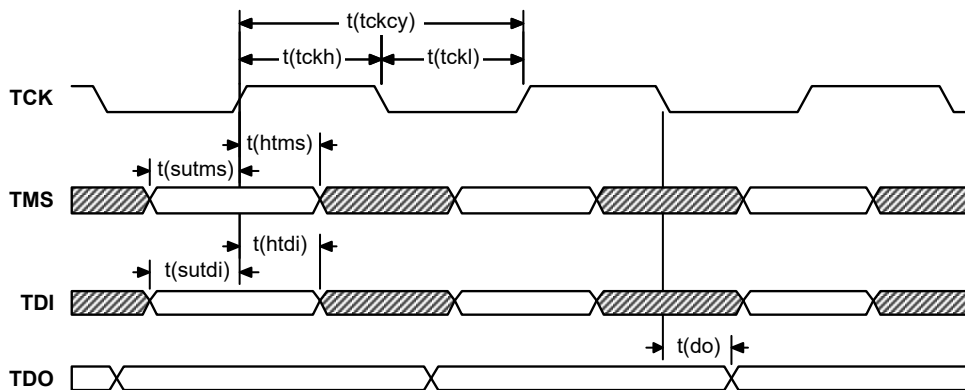 t(tckcy)
t(tckh) t(tckl)
TCK
t(htms)
t(sutms)
TMS
t(htdi)
t(sutdi)
TDI
t(do)
TDO